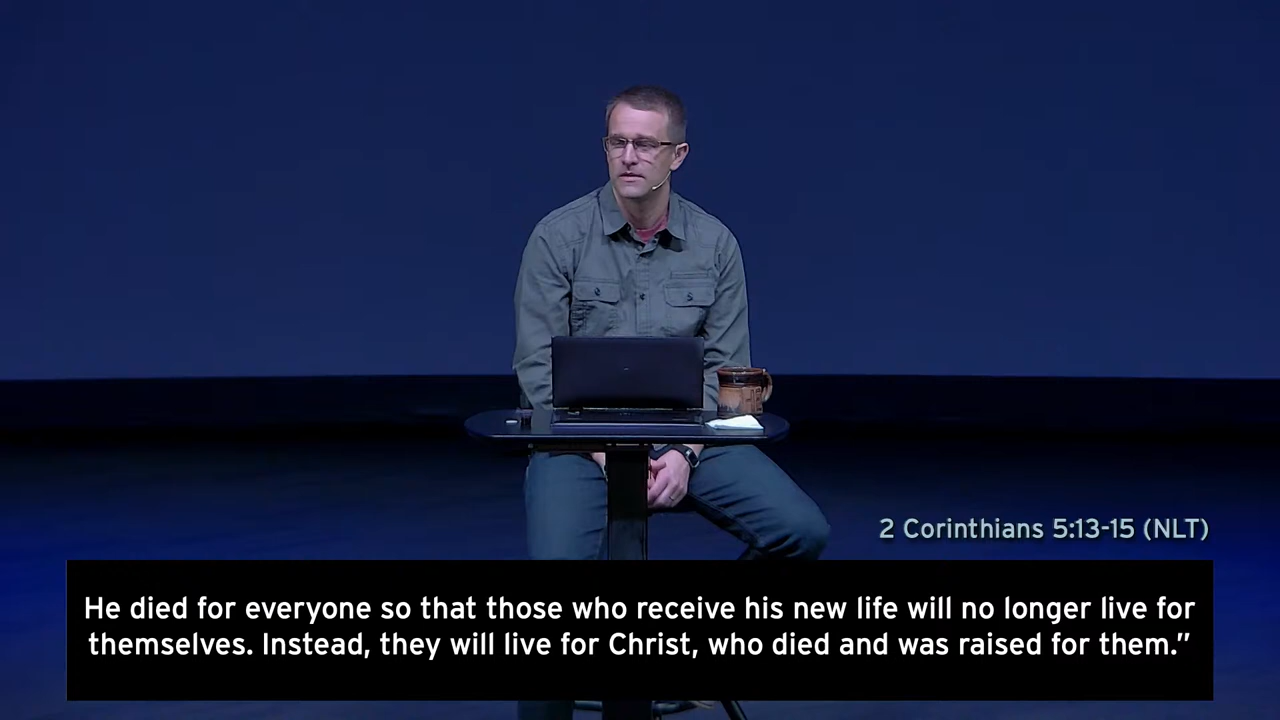 2 Corinthians 5:13-15 (NLT)
He died for everyone so that those who receive his new life will no longer live for
themselves. Instead, they will live for Christ, who died and was raised for them.”